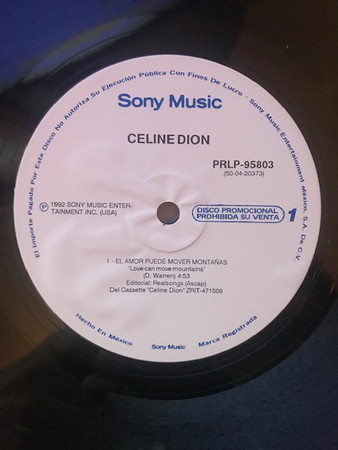 El Importe Pagado Por Este Disco No Autoriza Su Ejecución Pública Con Fines De Lucro - Sony Music Entertainment México, S.A. De C.V.
Sony Music
CELINE DION
PRLP-95803
(50-04-20373)
℗ 1992 SONY MUSIC ENTER-
TAINMENT INC. (USA)
DISCO PROMOCIONAL
PROHIBIDA SU VENTA
1
1 - EL AMOR PUEDE MOVER MONTAÑAS
"Love can move mountains"
(D. Warren) 4:53
Editorial: Realsongs (Ascap)
Del Cassette "Celine Dion" ZRIT-471508
Hecho En México
Sony Music
Marca Registrada